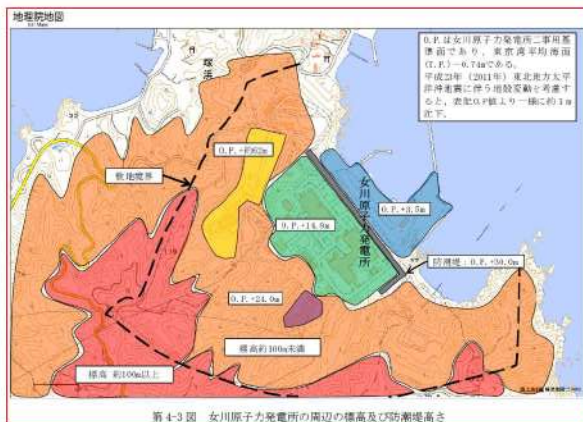 地理院地図
O.P.は女川原子力発電所工事用基
準面であり、東京湾平均海面
(T.P.)－0.74mである。
平成23年(2011年)東北地方太平
洋沖地震に伴う地殻変動を考慮す
ると、表記O.P値より一様に約1m
沈下。
塚浜
O.P.+約62m
敷地境界
O.P.+3.5m
女川原子力発電所
O.P.+14.8m
防潮堤：O.P.+29.0m
O.P.+24.0m
標高約100m未満
標高 約100m以上
第4-3図 女川原子力発電所の周辺の標高及び防潮堤高さ